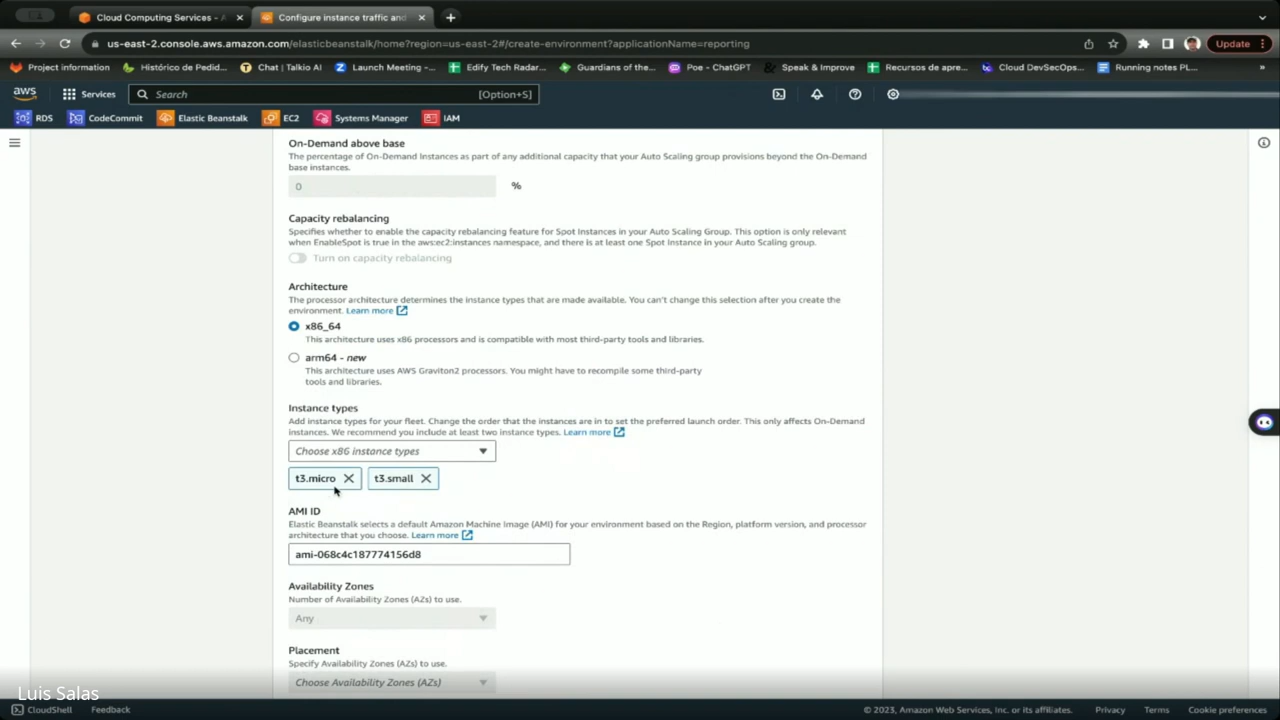 Cloud Computing Services - A
Configure instance traffic and
us-east-2.console.aws.amazon.com/elasticbeanstalk/home?region=us-east-2#/create-environment?applicationName=reporting
Update
Project information
Histórico de Pedid...
Chat | Talkio AI
Launch Meeting -...
Edify Tech Radar...
Guardians of the...
Poe - ChatGPT
Speak & Improve
Recursos de apre...
Cloud DevSecOps...
Running notes PL...
»
aws
Services
Search
[Option+S]
RDS
CodeCommit
Elastic Beanstalk
EC2
Systems Manager
IAM
On-Demand above base
The percentage of On-Demand Instances as part of any additional capacity that your Auto Scaling group provisions beyond the On-Demand
base instances.
0
%
Capacity rebalancing
Specifies whether to enable the capacity rebalancing feature for Spot Instances in your Auto Scaling Group. This option is only relevant
when EnableSpot is true in the aws:ec2:instances namespace, and there is at least one Spot Instance in your Auto Scaling group.
Turn on capacity rebalancing
Architecture
The processor architecture determines the instance types that are made available. You can't change this selection after you create the
environment. Learn more
x86_64
This architecture uses x86 processors and is compatible with most third-party tools and libraries.
arm64 - new
This architecture uses AWS Graviton2 processors. You might have to recompile some third-party
tools and libraries.
Instance types
Add instance types for your fleet. Change the order that the instances are in to set the preferred launch order. This only affects On-Demand
instances. We recommend you include at least two instance types. Learn more
Choose x86 instance types
t3.micro
t3.small
AMI ID
Elastic Beanstalk selects a default Amazon Machine Image (AMI) for your environment based on the Region, platform version, and processor
architecture that you choose. Learn more
ami-068c4c187774156d8
Availability Zones
Number of Availability Zones (AZs) to use.
Any
Placement
Specify Availability Zones (AZs) to use.
Choose Availability Zones (AZs)
Luis Salas
CloudShell
Feedback
© 2023, Amazon Web Services, Inc. or its affiliates.
Privacy
Terms
Cookie preferences